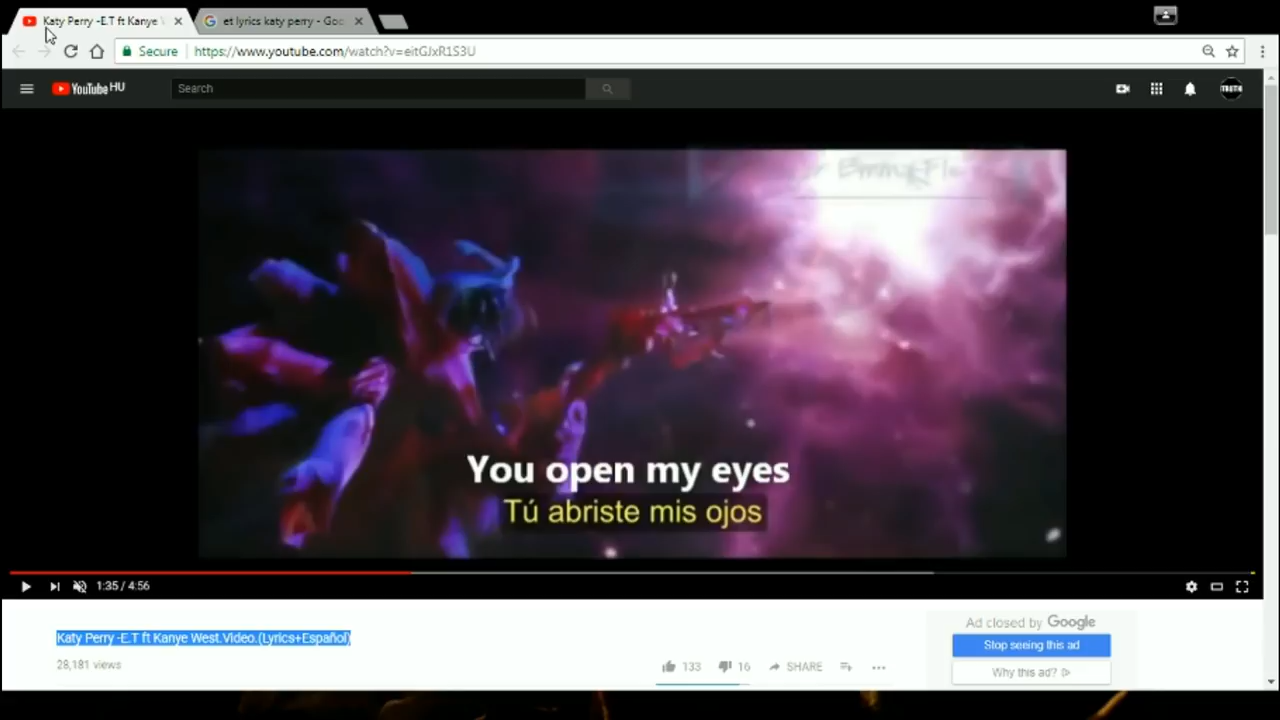 Katy Perry -E.T ft Kanye
et lyrics katy perry - Goo
Secure
https://www.youtube.com/watch?v=eitGJxR1S3U
YouTube HU
Search
TRUTH
You open my eyes
Tú abriste mis ojos
1:35 / 4:56
Katy Perry -E.T ft Kanye West.Video.(Lyrics+Español)
28,181 views
133
16
SHARE
Ad closed by Google
Stop seeing this ad
Why this ad?